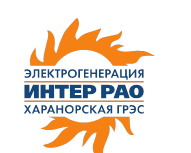 ЭЛЕКТРОГЕНЕРАЦИЯ
ИНТЕР РАО
ХАРАНОРСКАЯ ГРЭС